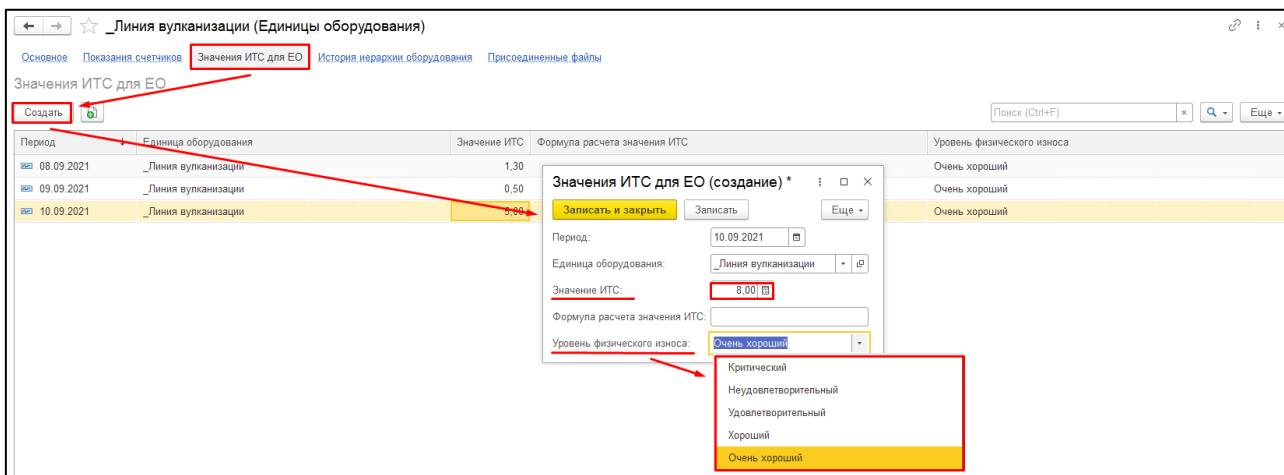 _Линия вулканизации (Единицы оборудования)
Основное Показания счетчиков Значения ИТС для ЕО История иерархии оборудования Присоединенные файлы
Значения ИТС для ЕО
Создать Поиск (Ctrl+F) × Еще
Период Единица оборудования Значение ИТС Формула расчета значения ИТС Уровень физического износа
08.09.2021 _Линия вулканизации 1,30 Очень хороший
09.09.2021 _Линия вулканизации 0,50 Очень хороший
10.09.2021 _Линия вулканизации 5,00 Очень хороший
Значения ИТС для ЕО (создание) *
Записать и закрыть Записать Еще
Период: 10.09.2021
Единица оборудования: _Линия вулканизации
Значение ИТС: 8,00
Формула расчета значения ИТС:
Уровень физического износа: Очень хороший
Критический
Неудовлетворительный
Удовлетворительный
Хороший
Очень хороший